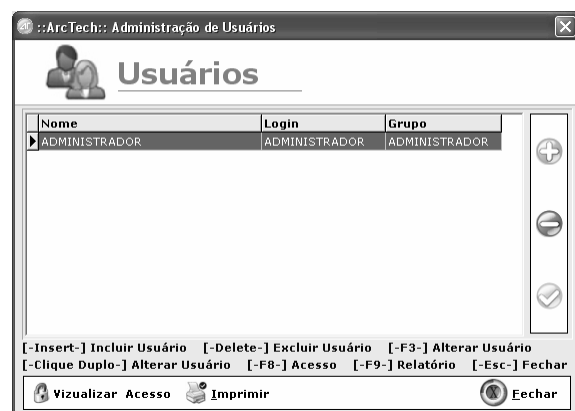 ::ArcTech:: Administração de Usuários
Usuários
Nome Login Grupo
ADMINISTRADOR ADMINISTRADOR ADMINISTRADOR
[-Insert-] Incluir Usuário [-Delete-] Excluir Usuário [-F3-] Alterar Usuário
[-Clique Duplo-] Alterar Usuário [-F8-] Acesso [-F9-] Relatório [-Esc-] Fechar
Vizualizar Acesso Imprimir Fechar